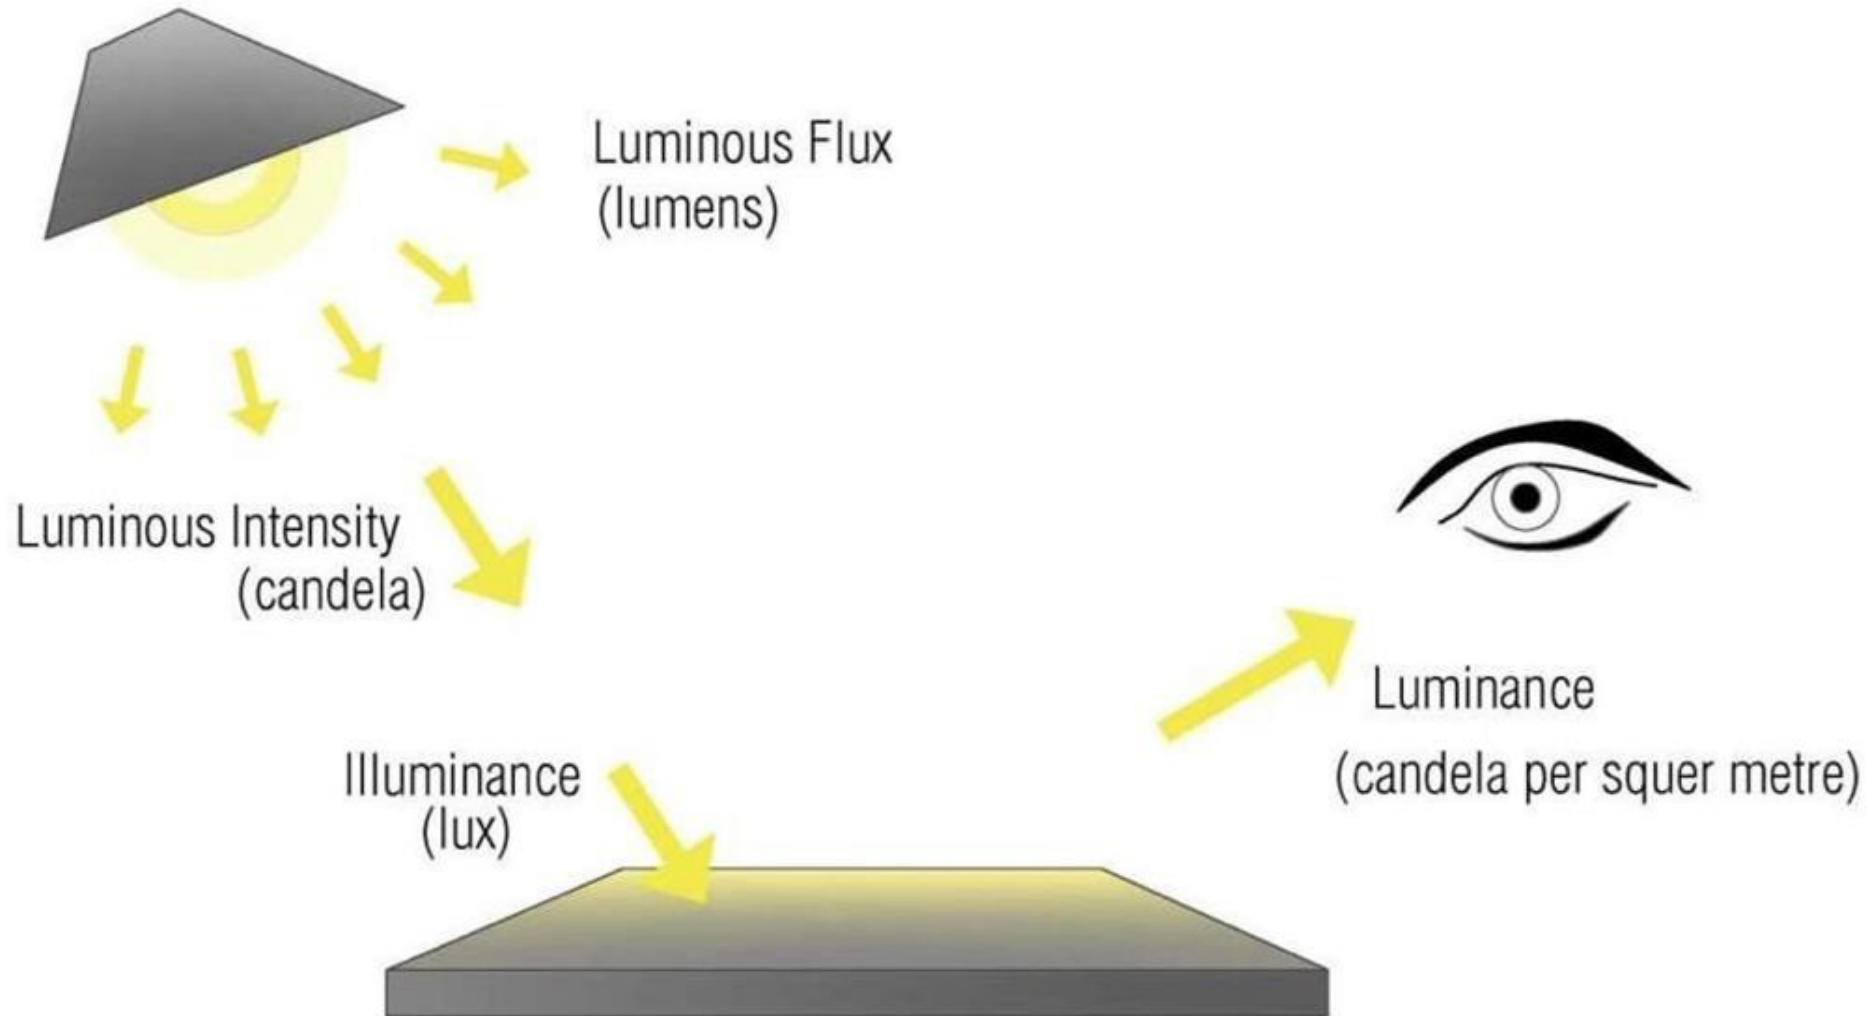 Luminous Flux
(lumens)
Luminous Intensity
(candela)
Illuminance
(lux)
Luminance
(candela per squer metre)